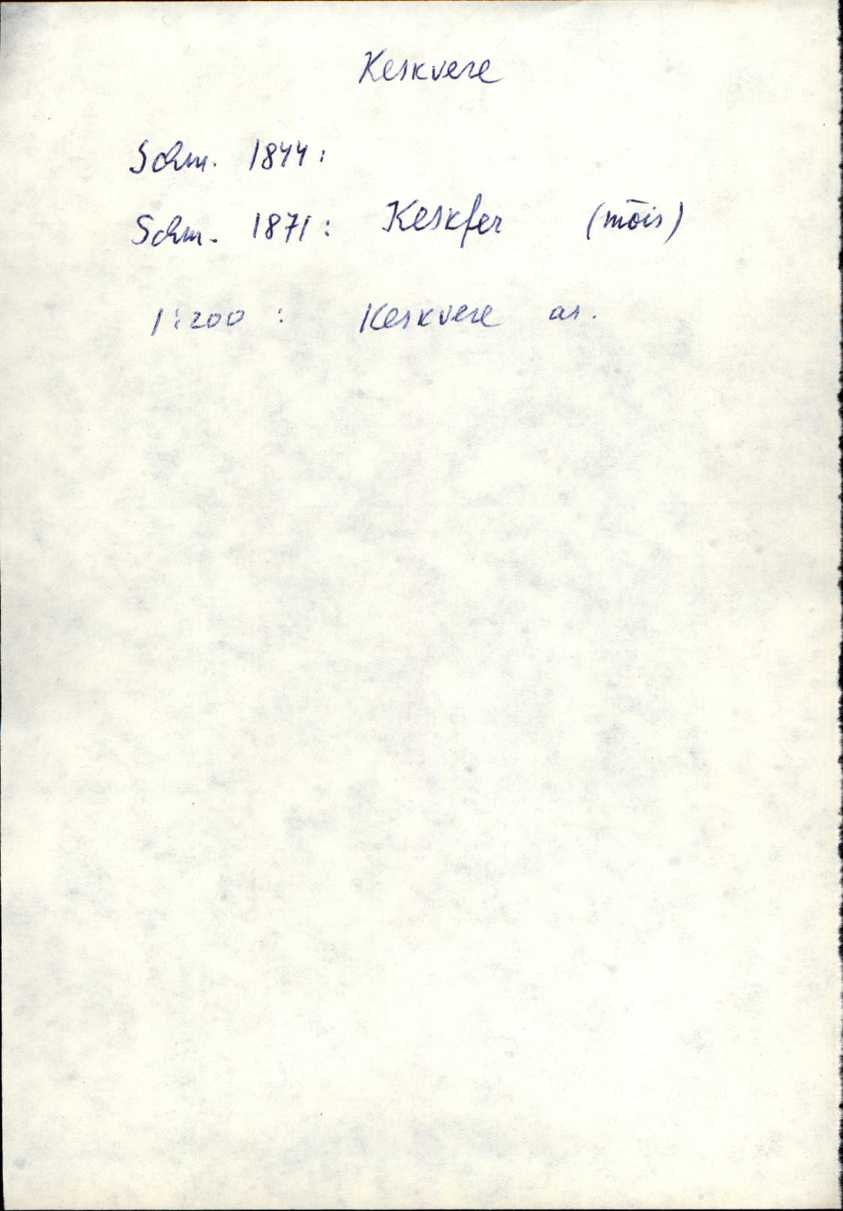 Keskvere
Schm. 1844:
Schm. 1871: Keskfer (mõis)
1:200 : Keskvere as.